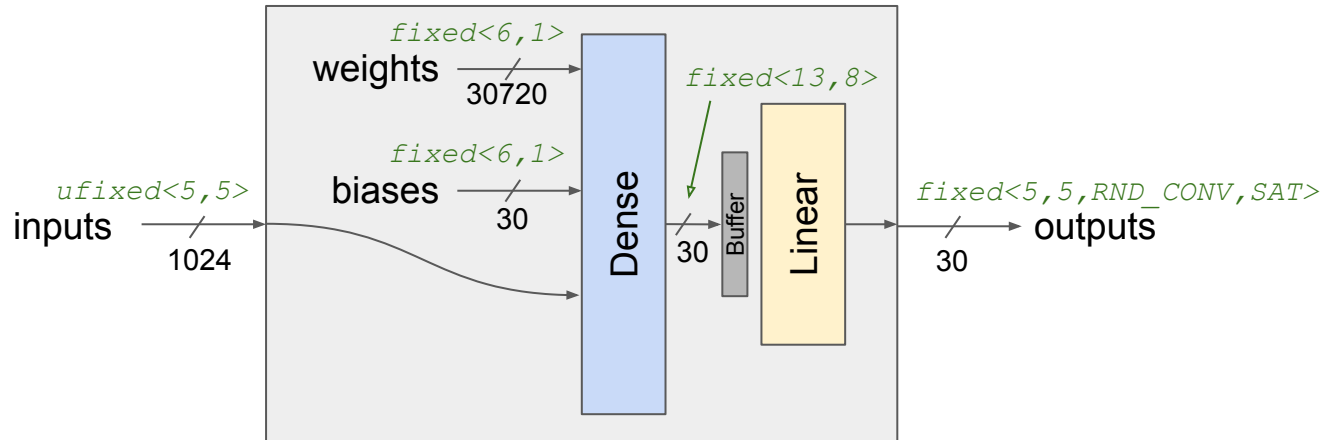 fixed<6,1>
weights
30720
fixed<13,8>
fixed<6,1>
biases
30
ufixed<5,5>
inputs
1024
Dense
30
Buffer
Linear
fixed<5,5,RND_CONV,SAT>
outputs
30